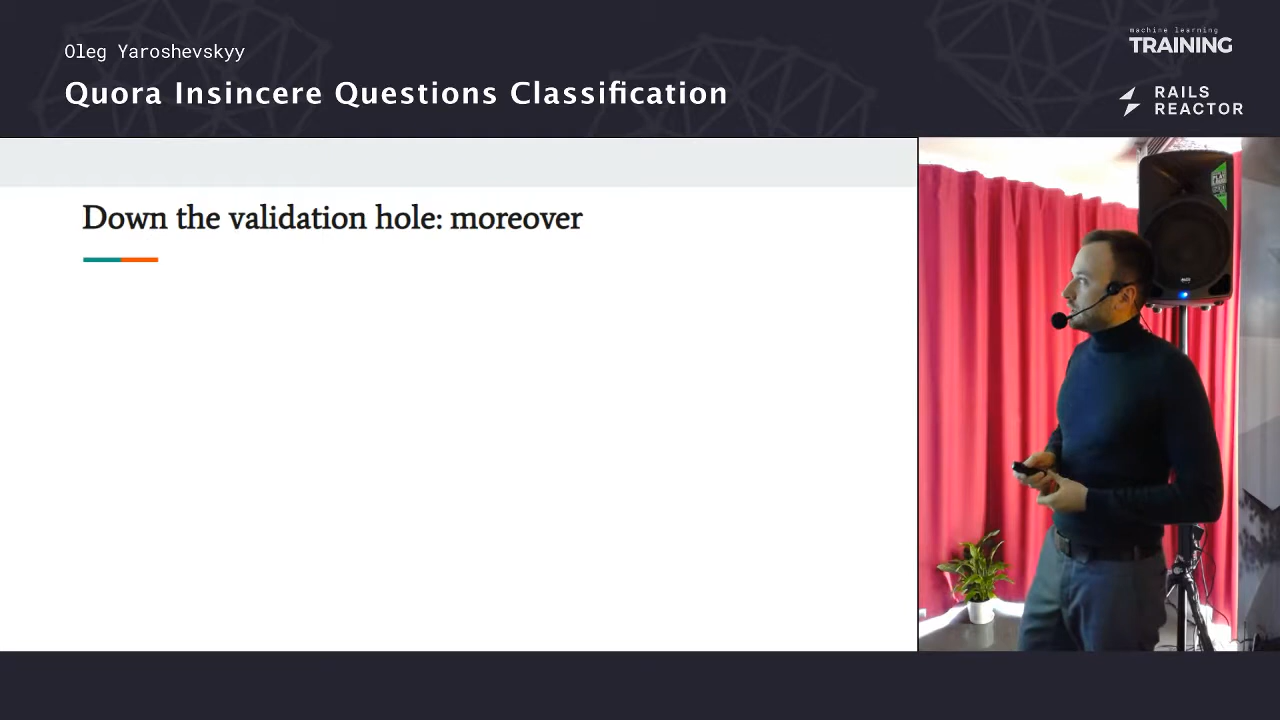 Oleg Yaroshevskyy
Quora Insincere Questions Classification
machine learning
TRAINING
RAILS
REACTOR
Down the validation hole: moreover